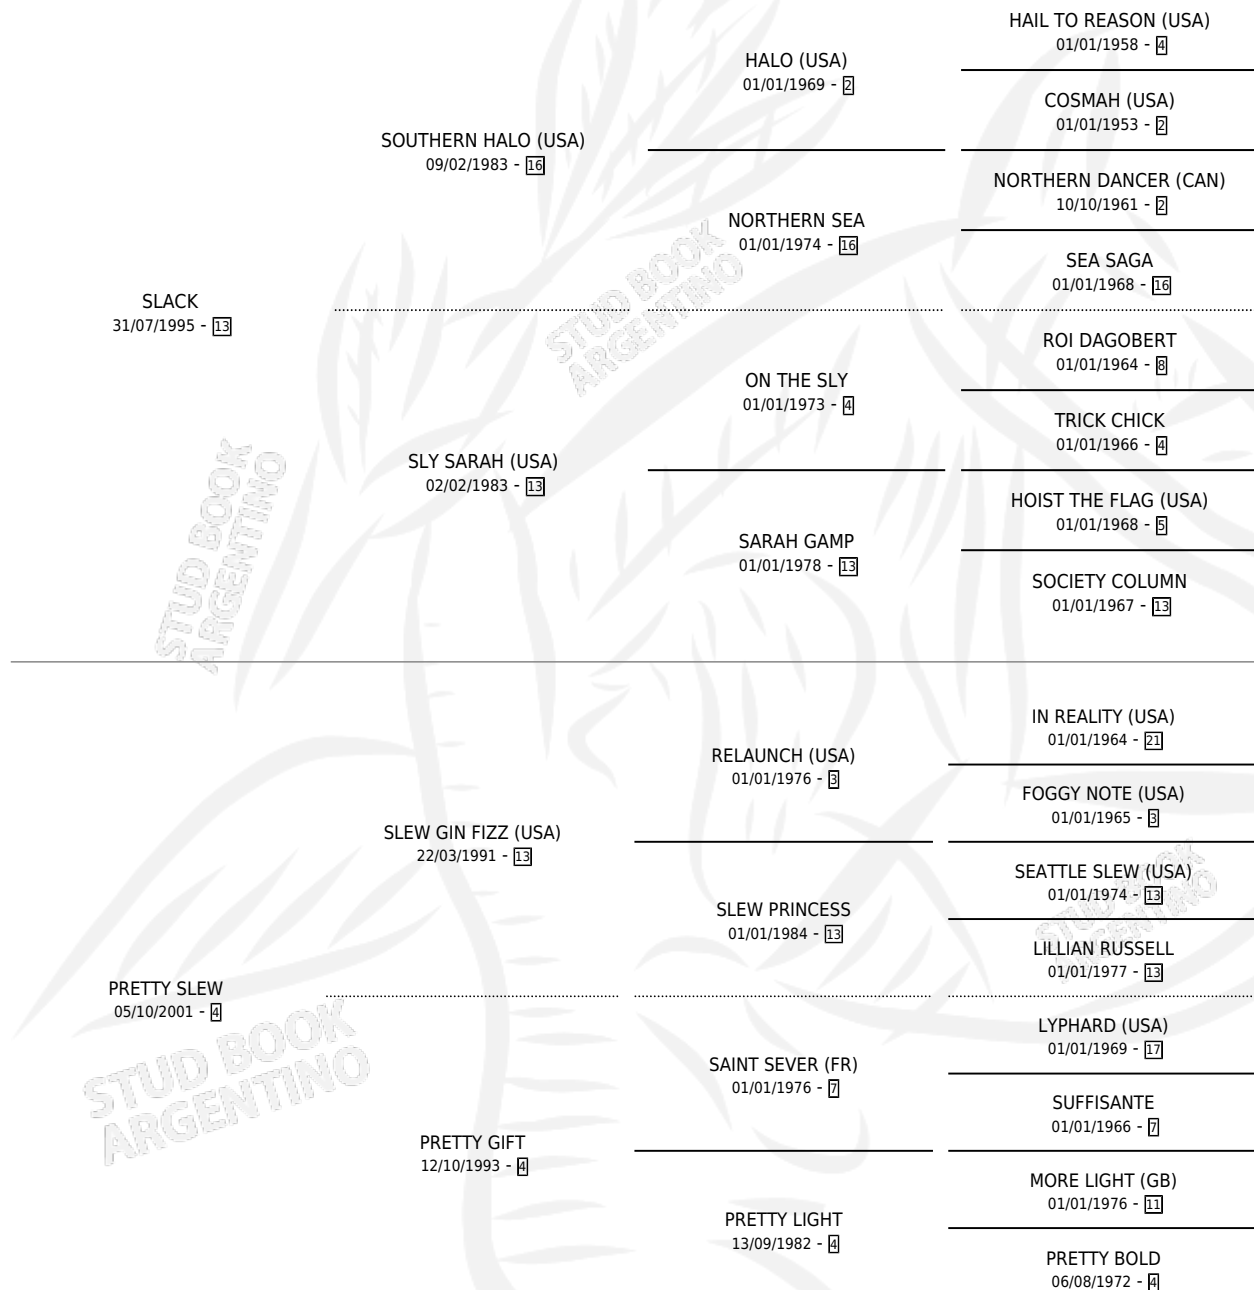 HAIL TO REASON (USA)
01/01/1958 - 4
HALO (USA)
01/01/1969 - 2
COSMAH (USA)
01/01/1953 - 2
SOUTHERN HALO (USA)
09/02/1983 - 16
NORTHERN DANCER (CAN)
10/10/1961 - 2
NORTHERN SEA
01/01/1974 - 16
SEA SAGA
01/01/1968 - 16
SLACK
31/07/1995 - 13
STUD BOOK
ARGENTINO
ROI DAGOBERT
01/01/1964 - 8
ON THE SLY
01/01/1973 - 4
TRICK CHICK
01/01/1966 - 4
SLY SARAH (USA)
02/02/1983 - 13
HOIST THE FLAG (USA)
01/01/1968 - 5
SARAH GAMP
01/01/1978 - 13
SOCIETY COLUMN
01/01/1967 - 13
STUD BOOK
ARGENTINO
IN REALITY (USA)
01/01/1964 - 21
RELAUNCH (USA)
01/01/1976 - 3
FOGGY NOTE (USA)
01/01/1965 - 3
SLEW GIN FIZZ (USA)
22/03/1991 - 13
SEATTLE SLEW (USA)
01/01/1974 - 13
SLEW PRINCESS
01/01/1984 - 13
STUD BOOK
ARGENTINO
LILLIAN RUSSELL
01/01/1977 - 13
PRETTY SLEW
05/10/2001 - 4
LYPHARD (USA)
01/01/1969 - 17
SAINT SEVER (FR)
01/01/1976 - 7
STUD BOOK
ARGENTINO
SUFFISANTE
01/01/1966 - 7
PRETTY GIFT
12/10/1993 - 4
MORE LIGHT (GB)
01/01/1976 - 11
PRETTY LIGHT
13/09/1982 - 4
PRETTY BOLD
06/08/1972 - 4